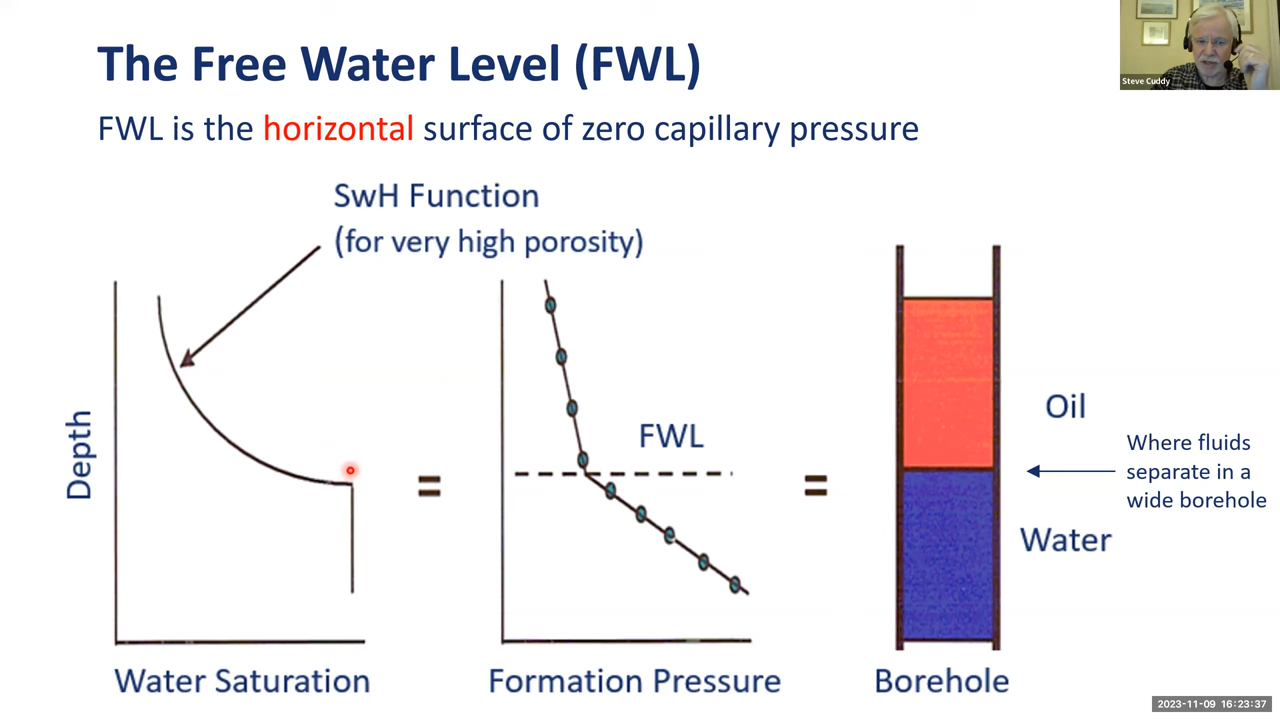 The Free Water Level (FWL)
Steve Cuddy
FWL is the horizontal surface of zero capillary pressure
SwH Function
(for very high porosity)
Depth
=
FWL
=
Oil
Where fluids
separate in a
wide borehole
Water
Water Saturation
Formation Pressure
Borehole
2023-11-09 16:23:37